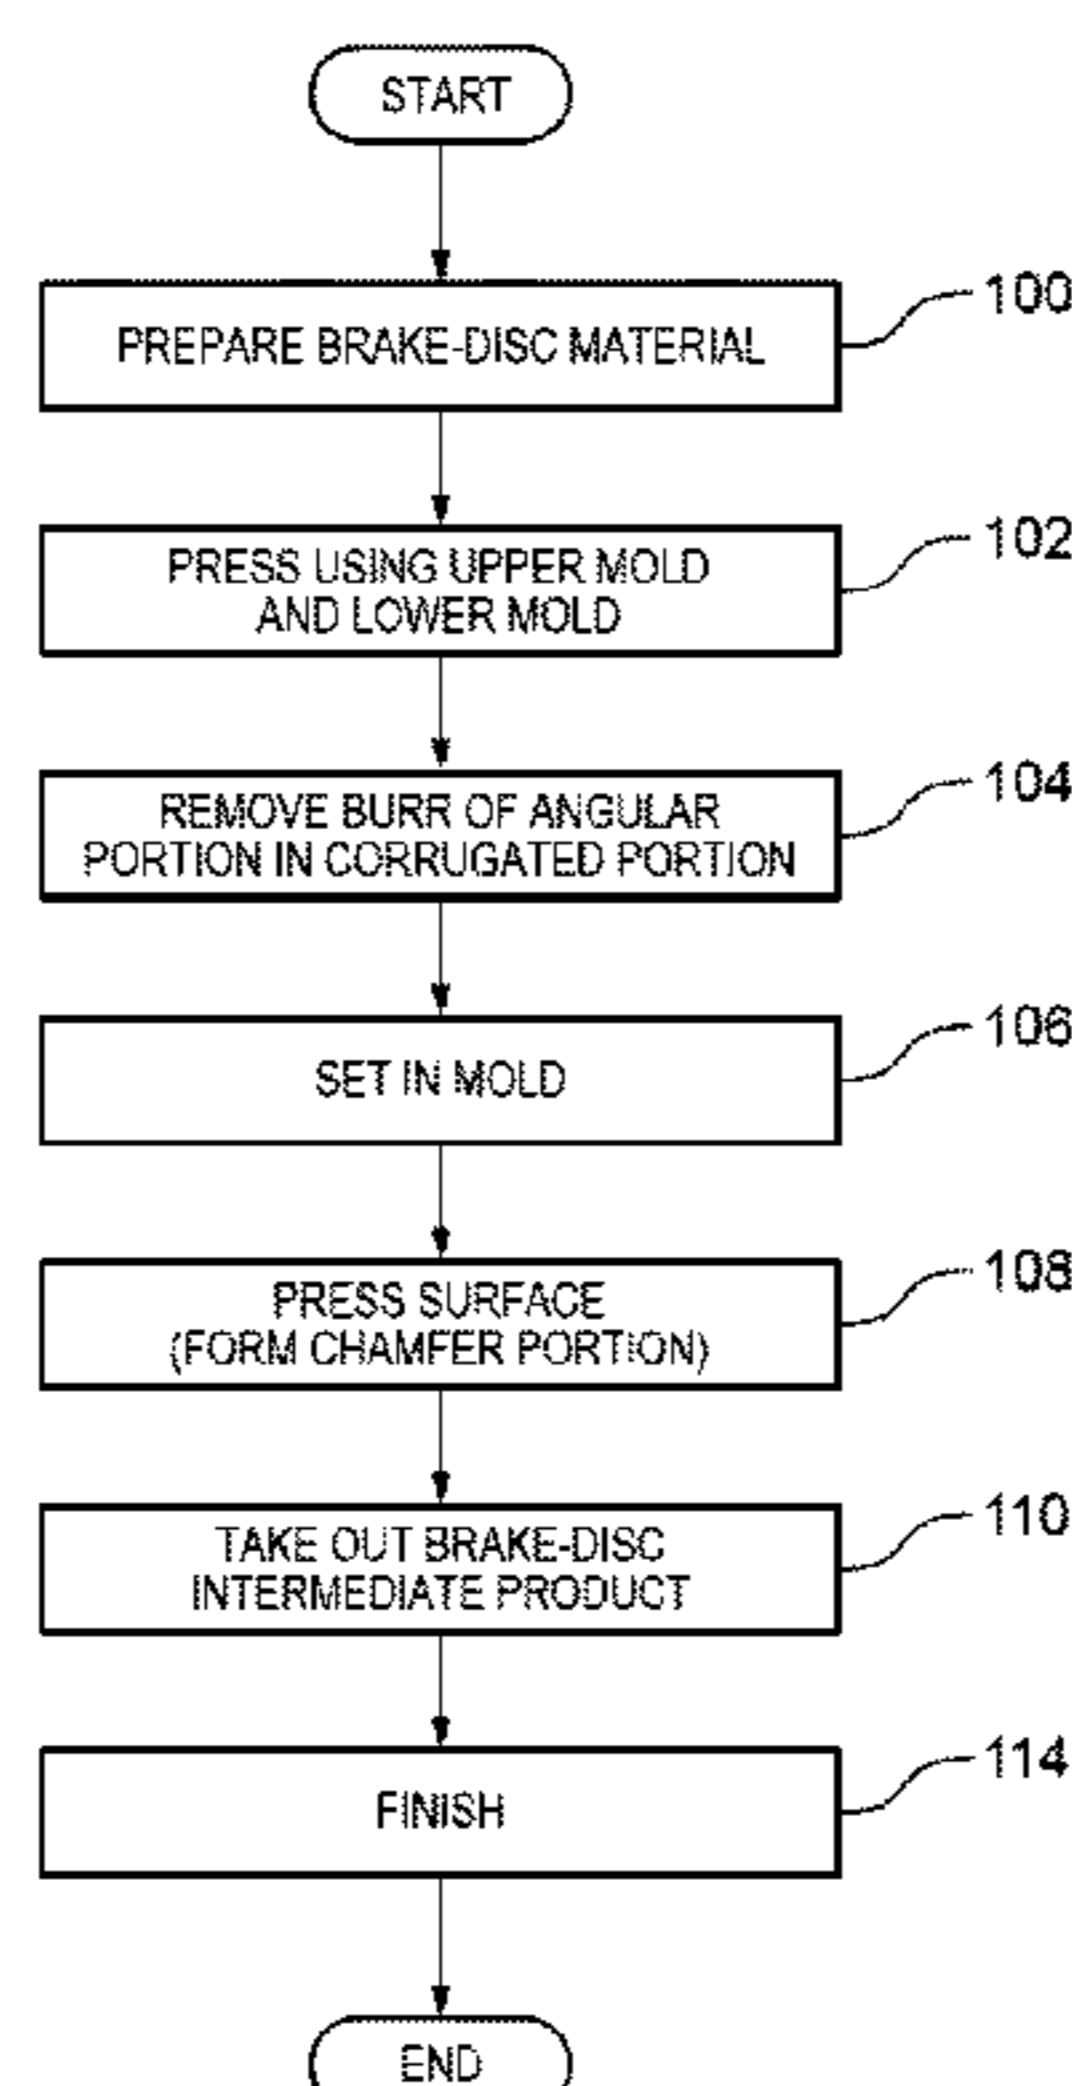 START
100
PREPARE BRAKE-DISC MATERIAL
102
PRESS USING UPPER MOLD
AND LOWER MOLD
104
REMOVE BURR OF ANGULAR
PORTION IN CORRUGATED PORTION
106
SET IN MOLD
108
PRESS SURFACE
(FORM CHAMFER PORTION)
110
TAKE OUT BRAKE-DISC
INTERMEDIATE PRODUCT
114
FINISH
END